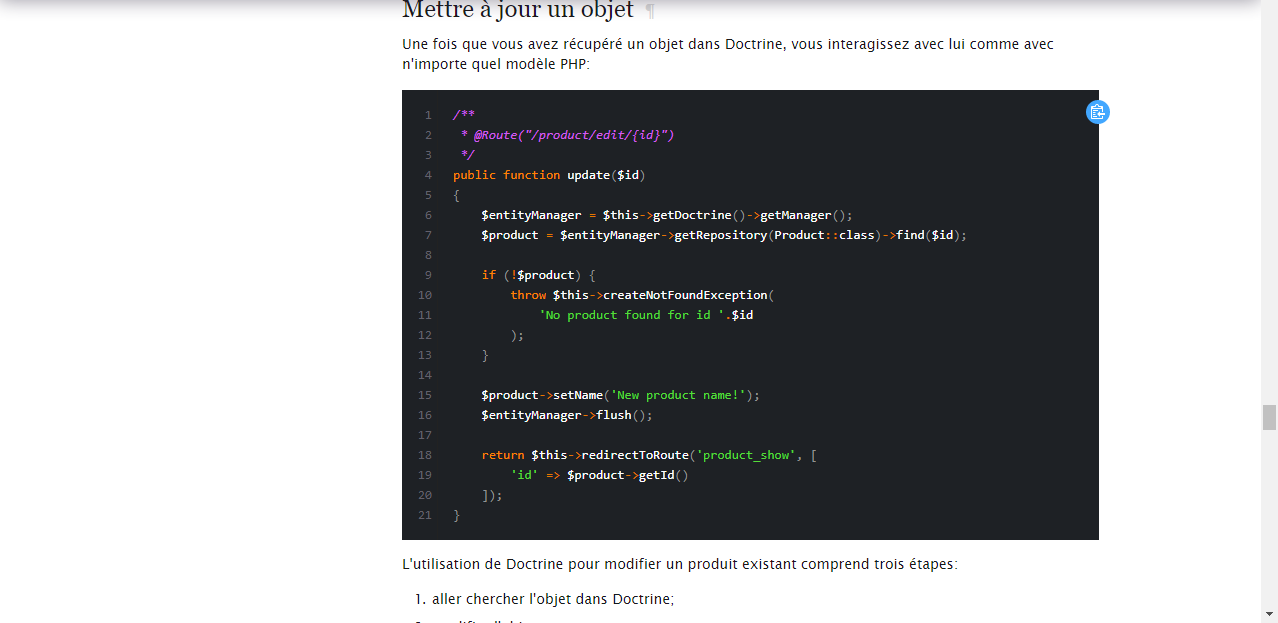 Mettre à jour un objet ¶
Une fois que vous avez récupéré un objet dans Doctrine, vous interagissez avec lui comme avec
n'importe quel modèle PHP:
1 /**
2  * @Route("/product/edit/{id}")
3  */
4 public function update($id)
5 {
6     $entityManager = $this->getDoctrine()->getManager();
7     $product = $entityManager->getRepository(Product::class)->find($id);
8
9     if (!$product) {
10         throw $this->createNotFoundException(
11             'No product found for id '.$id
12         );
13     }
14
15     $product->setName('New product name!');
16     $entityManager->flush();
17
18     return $this->redirectToRoute('product_show', [
19         'id' => $product->getId()
20     ]);
21 }
L'utilisation de Doctrine pour modifier un produit existant comprend trois étapes:
1. aller chercher l'objet dans Doctrine;